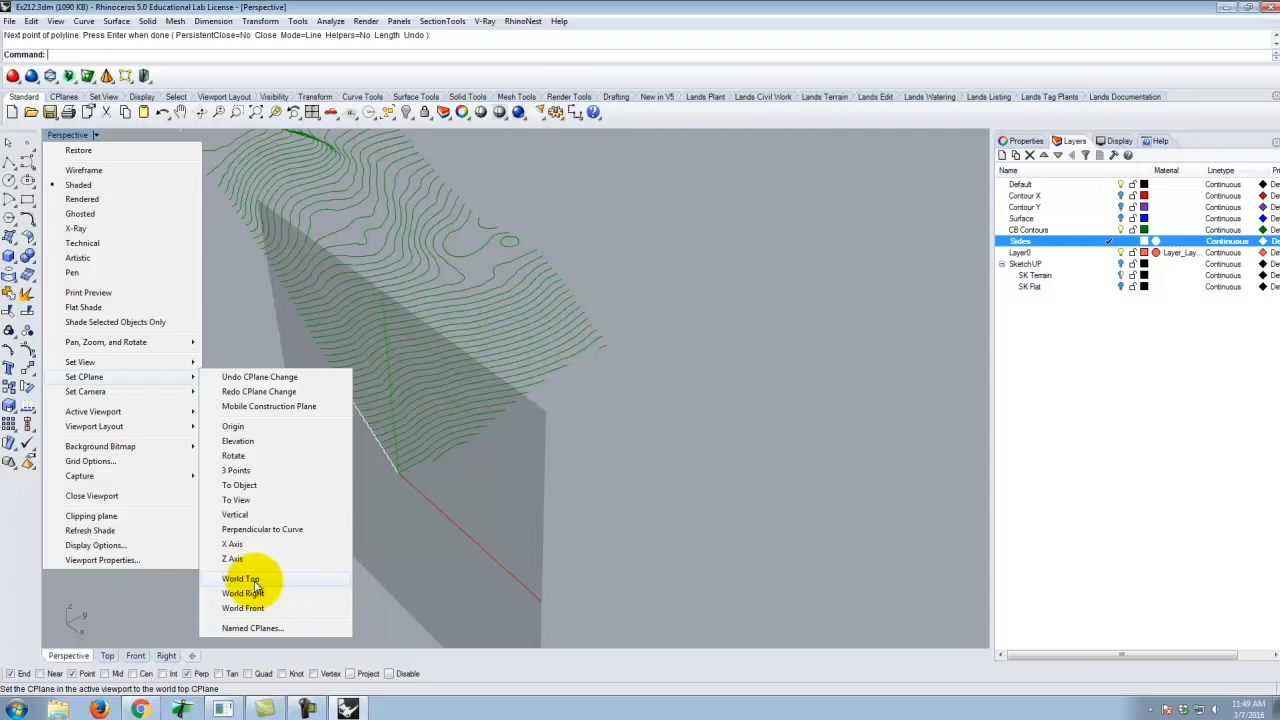 Ex212.3dm (1090 KB) - Rhinoceros 5.0 Educational Lab License - [Perspective]
File Edit View Curve Surface Solid Mesh Dimension Transform Tools Analyze Render Panels SectionTools V-Ray RhinoNest Help
Next point of polyline. Press Enter when done ( PersistentClose=No Close Mode=Line Helpers=No Length Undo ):
Command:
Standard CPlanes Set View Display Select Viewport Layout Visibility Transform Curve Tools Surface Tools Solid Tools Mesh Tools Render Tools Drafting New in V5 Lands Plant Lands Civil Work Lands Terrain Lands Edit Lands Watering Lands Listing Lands Tag Plants Lands Documentation
Perspective
Restore
Wireframe
Shaded
Rendered
Ghosted
X-Ray
Technical
Artistic
Pen
Print Preview
Flat Shade
Shade Selected Objects Only
Pan, Zoom, and Rotate
Set View
Set CPlane
Set Camera
Active Viewport
Viewport Layout
Background Bitmap
Grid Options...
Capture
Close Viewport
Clipping plane
Refresh Shade
Display Options...
Viewport Properties...
Undo CPlane Change
Redo CPlane Change
Mobile Construction Plane
Origin
Elevation
Rotate
3 Points
To Object
To View
Vertical
Perpendicular to Curve
X Axis
Z Axis
World Top
World Right
World Front
Named CPlanes...
Properties Layers Display Help
Name Material Linetype
Default Continuous
Contour X Continuous
Contour Y Continuous
Surface Continuous
CB Contours Continuous
Sides Continuous
Layer0 Layer_Lay... Continuous
SketchUP Continuous
SK Terrain Continuous
SK Flat Continuous
z
y
x
Perspective Top Front Right
End Near Point Mid Cen Int Perp Tan Quad Knot Vertex Project Disable
Set the CPlane in the active viewport to the world top CPlane
11:49 AM
3/7/2016